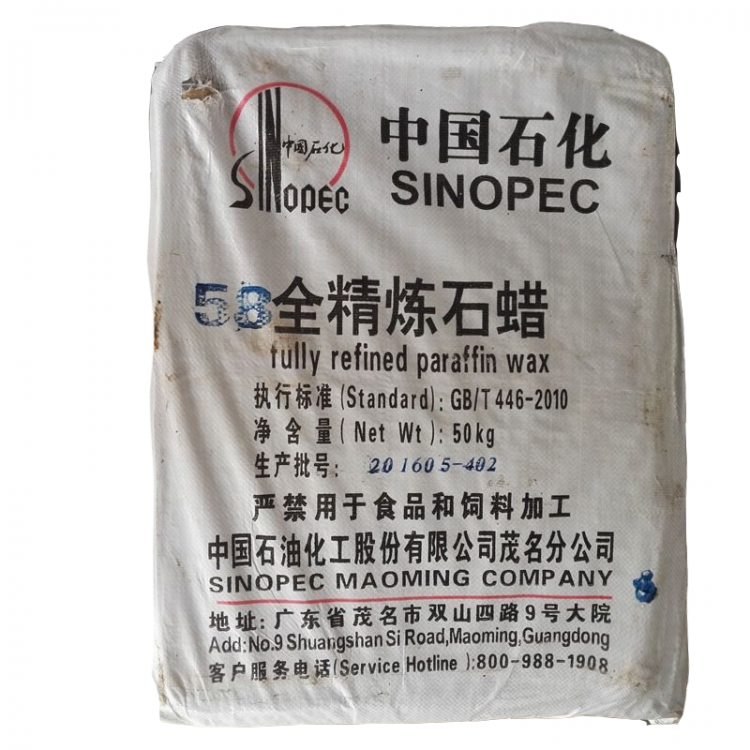 中国石化
SINOPEC
中国石化
SINOPEC
58全精炼石蜡
fully refined paraffin wax
执行标准(Standard): GB/T 446-2010
净含量(Net Wt): 50kg
生产批号: 201605-402
严禁用于食品和饲料加工
中国石油化工股份有限公司茂名分公司
SINOPEC MAOMING COMPANY
地址: 广东省茂名市双山四路9号大院
Add: No.9 Shuangshan Si Road, Maoming, Guangdong
客户服务电话(Service Hotline ):800-988-1908